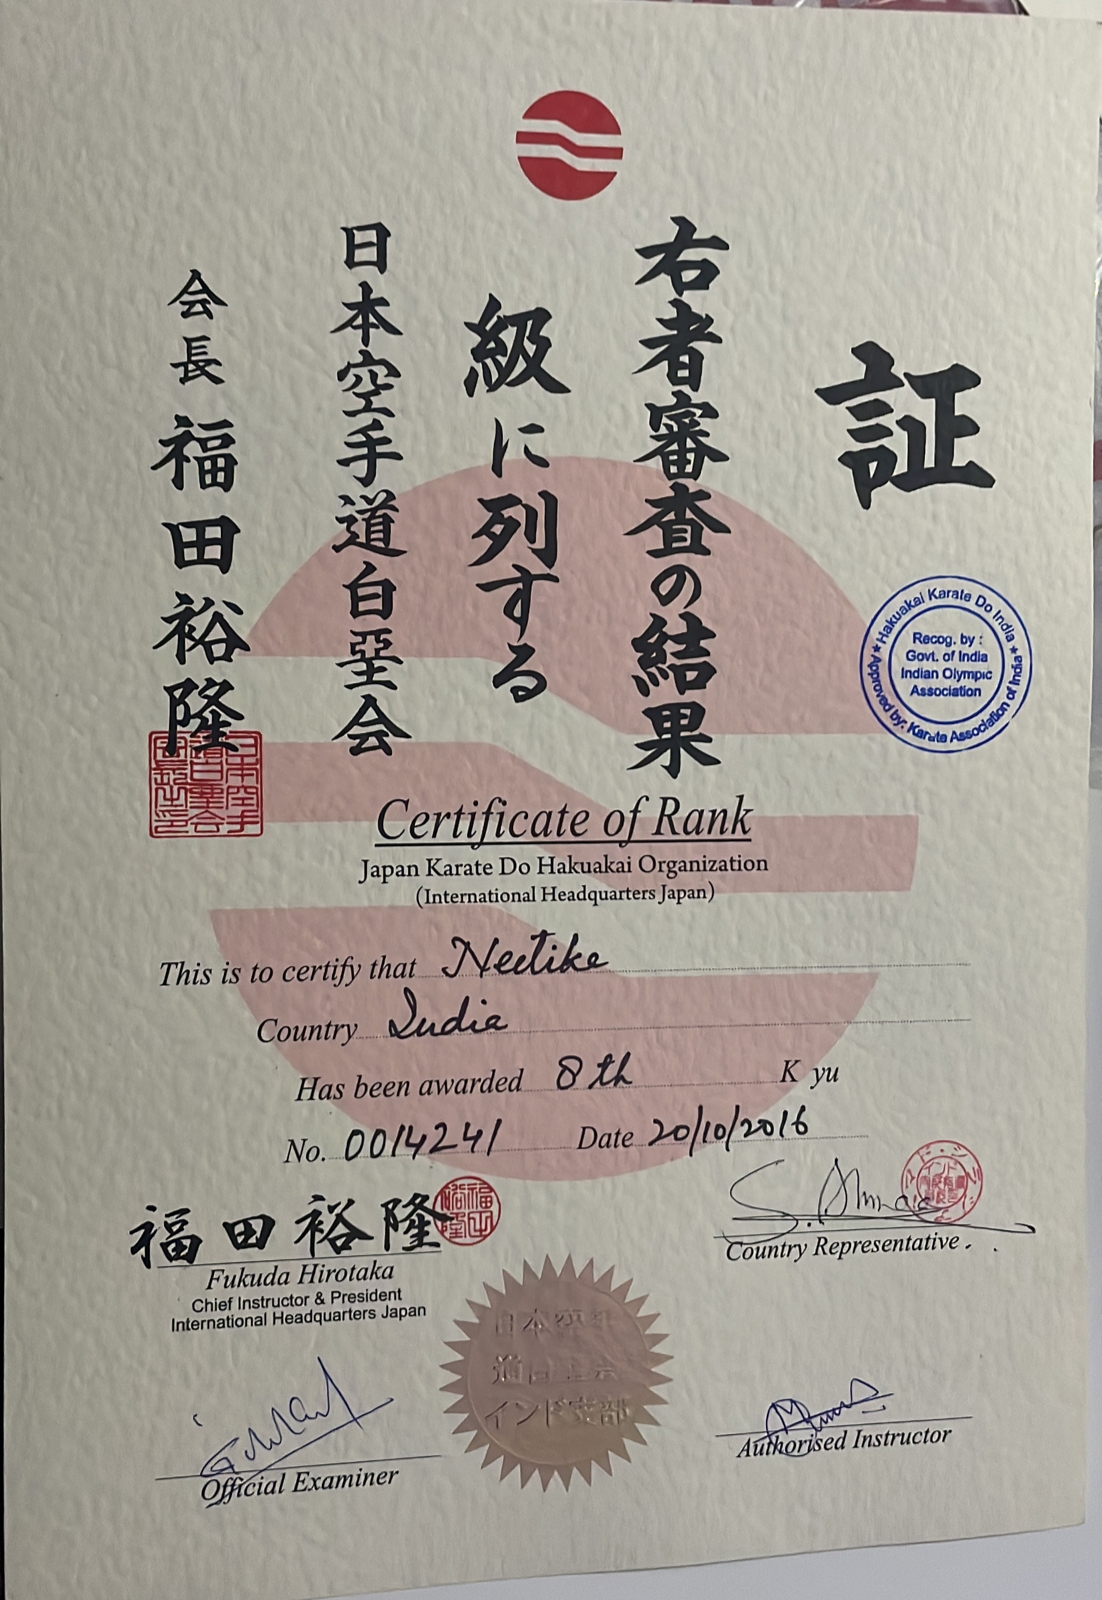 証
右者審査の結果
級に列する
日本空手道白堊会
会長 福田裕隆
★ Hakuakai Karate Do India ★
Approved by: Karate Association of India
Recog. by :
Govt. of India
Indian Olympic
Association
Certificate of Rank
Japan Karate Do Hakuakai Organization
(International Headquarters Japan)
This is to certify that Neetike
Country India
Has been awarded 8th K yu
No. 0014241 Date 20/10/2016
福田裕隆
Fukuda Hirotaka
Chief Instructor & President
International Headquarters Japan
Country Representative
日本空手
道白堊会
インド支部
Official Examiner
Authorised Instructor